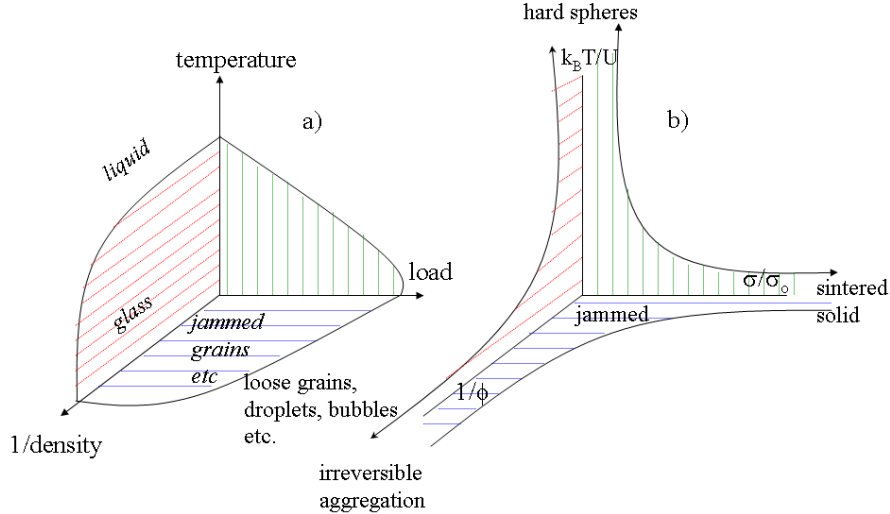 temperature
a)
liquid
load
glass
jammed
grains
etc
loose grains,
droplets, bubbles
etc.
1/density
hard spheres
k_BT/U
b)
σ/σ_o
sintered
solid
jammed
1/ϕ
irreversible
aggregation